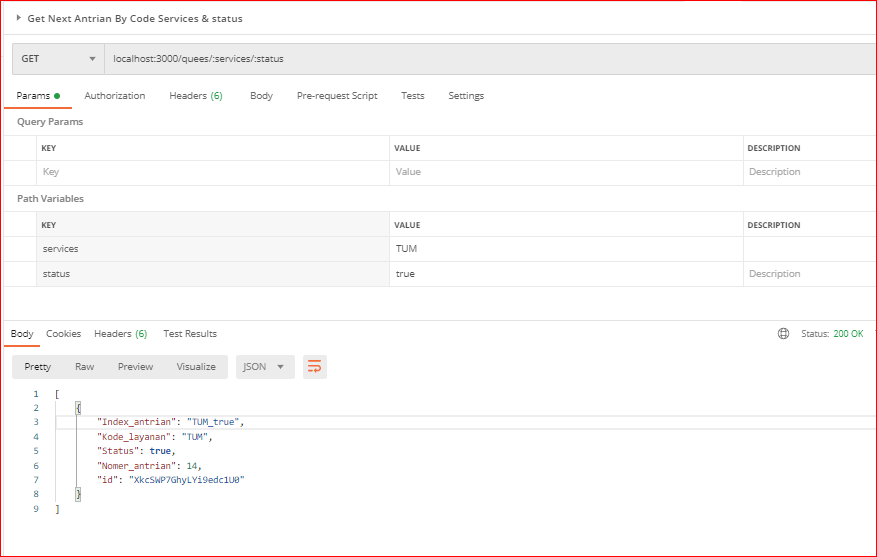 Get Next Antrian By Code Services & status
GET localhost:3000/quees/:services/:status
Params Authorization Headers (6) Body Pre-request Script Tests Settings
Query Params
KEY VALUE DESCRIPTION
Key Value Description
Path Variables
KEY VALUE DESCRIPTION
services TUM
status true Description
Body Cookies Headers (6) Test Results Status: 200 OK
Pretty Raw Preview Visualize JSON
1 [
2 {
3 "Index_antrian": "TUM_true",
4 "Kode_layanan": "TUM",
5 "Status": true,
6 "Nomer_antrian": 14,
7 "id": "XkcSWP7GhyLYi9edc1U0"
8 }
9 ]